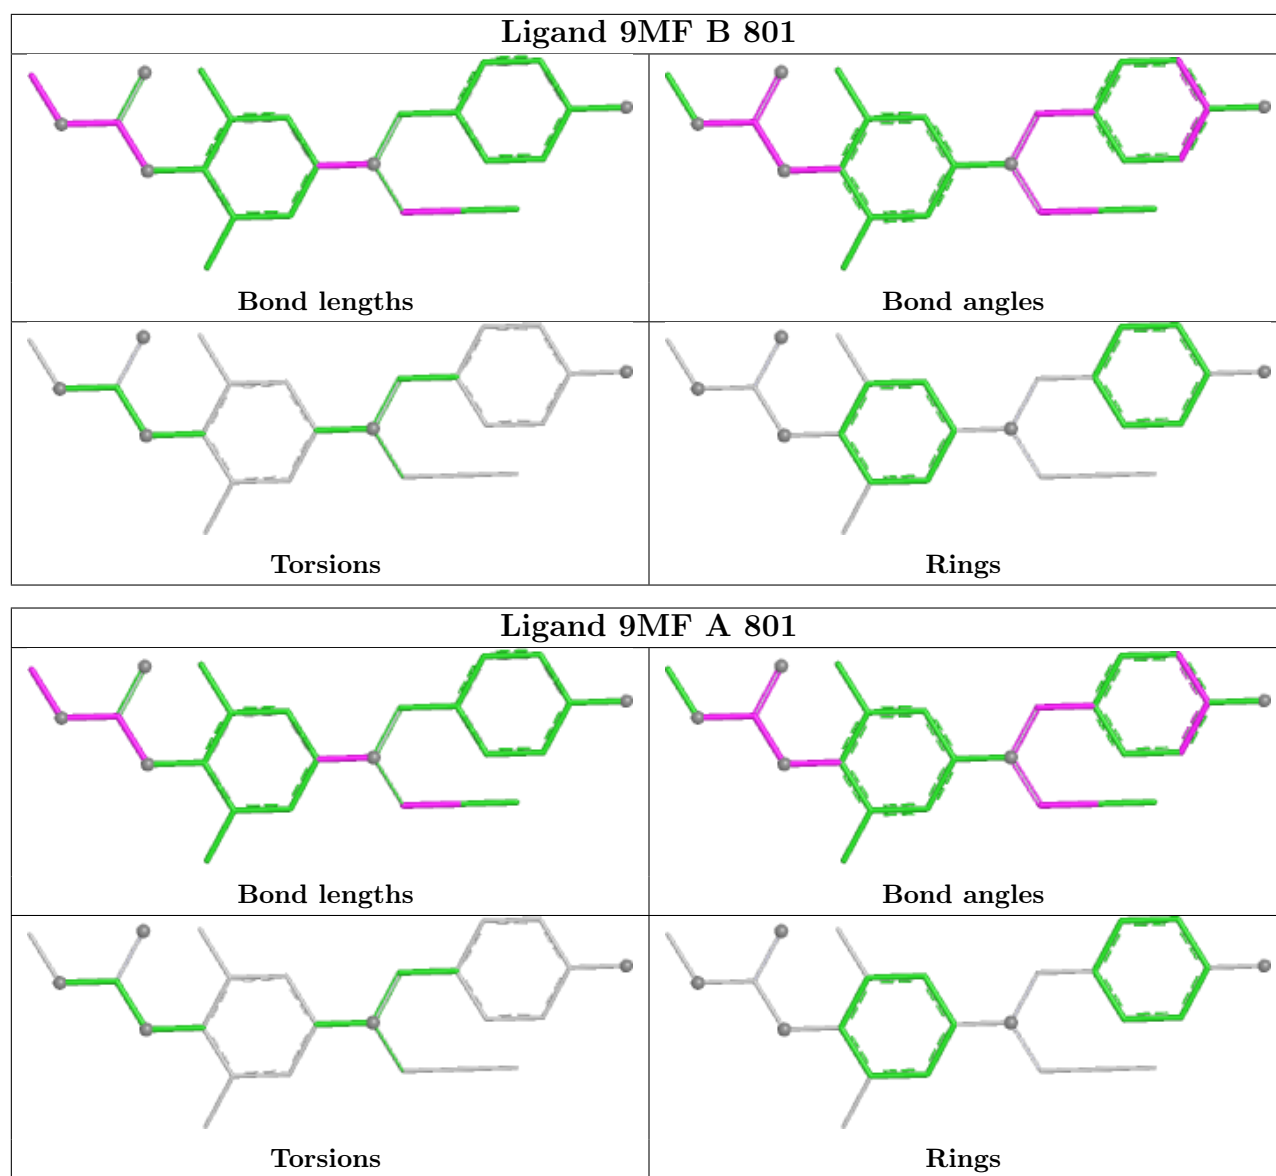 Ligand 9MF B 801
Bond lengths
Bond angles
Torsions
Rings
Ligand 9MF A 801
Bond lengths
Bond angles
Torsions
Rings